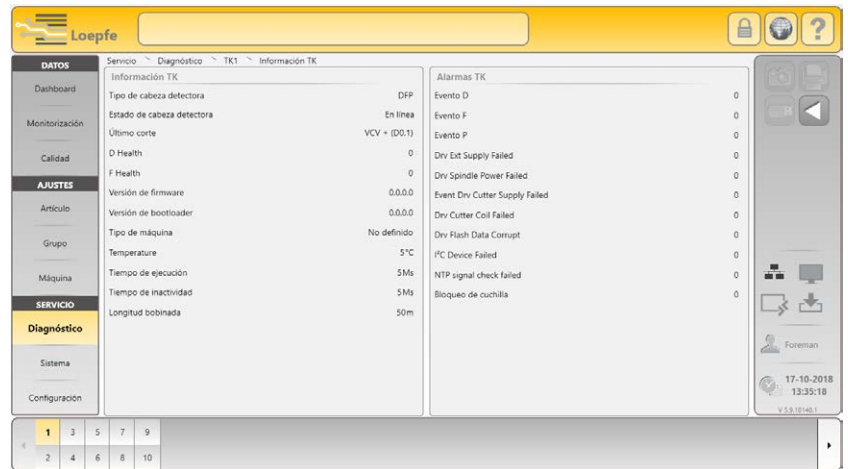 Loepfe
?
DATOS
Dashboard
Monitorización
Calidad
AJUSTES
Artículo
Grupo
Máquina
SERVICIO
Diagnóstico
Sistema
Configuración
Servicio > Diagnóstico > TK1 > Información TK
Información TK
Tipo de cabeza detectora DFP
Estado de cabeza detectora En línea
Último corte VCV + (D0.1)
D Health 0
F Health 0
Versión de firmware 0.0.0.0
Versión de bootloader 0.0.0.0
Tipo de máquina No definido
Temperature 5°C
Tiempo de ejecución 5Ms
Tiempo de inactividad 5Ms
Longitud bobinada 50m
Alarmas TK
Evento D 0
Evento F 0
Evento P 0
Drv Ext Supply Failed 0
Drv Spindle Power Failed 0
Event Drv Cutter Supply Failed 0
Drv Cutter Coil Failed 0
Drv Flash Data Corrupt 0
I²C Device Failed 0
NTP signal check failed 0
Bloqueo de cuchilla 0
Foreman
17-10-2018
13:35:18
V 5.9.18140.1
1 3 5 7 9
2 4 6 8 10